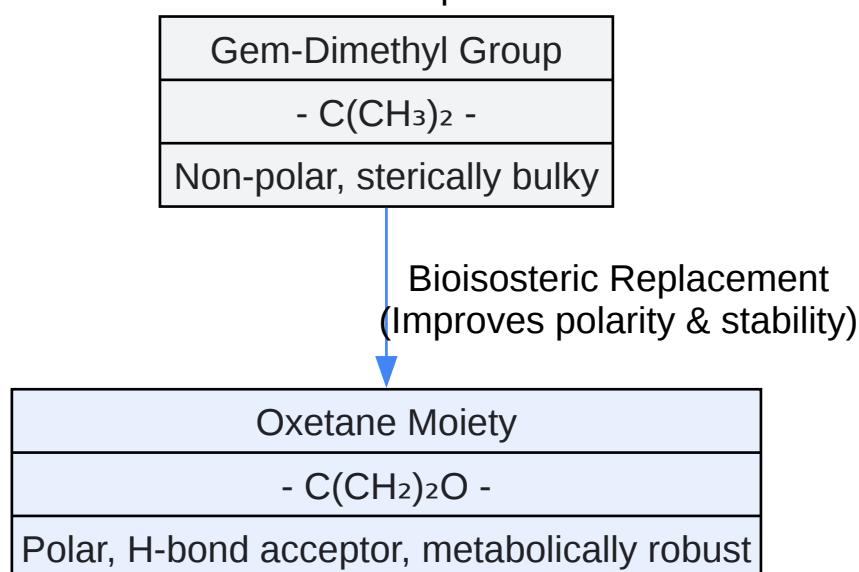 Gem-Dimethyl Group
- C(CH₃)₂ -
Non-polar, sterically bulky
Bioisosteric Replacement
(Improves polarity & stability)
Oxetane Moiety
- C(CH₂)₂O -
Polar, H-bond acceptor, metabolically robust